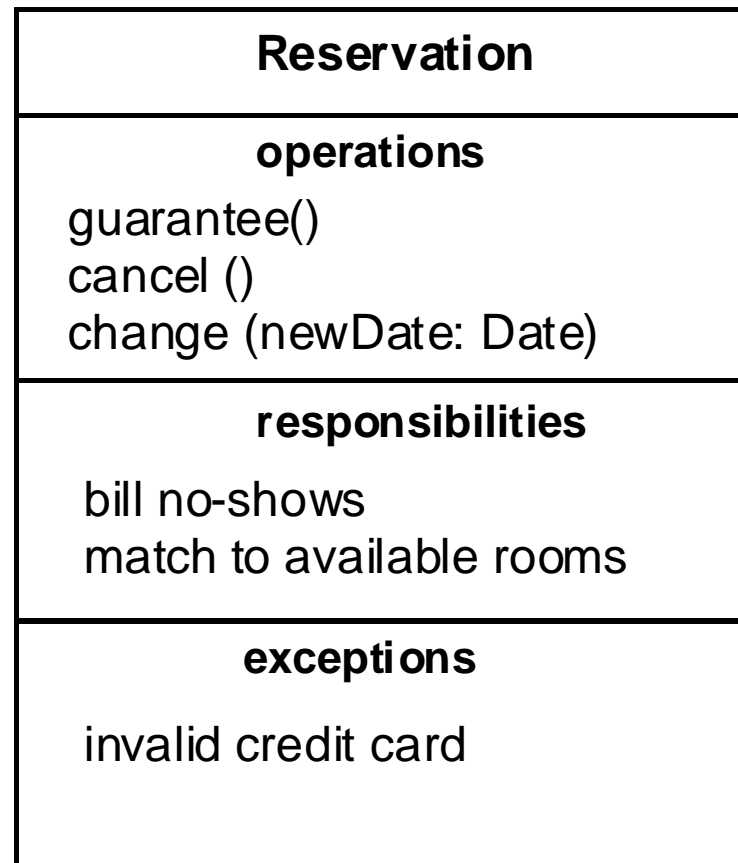 Reservation
operations
guarantee()
cancel ()
change (newDate: Date)
responsibilities
bill no-shows
match to available rooms
exceptions
invalid credit card